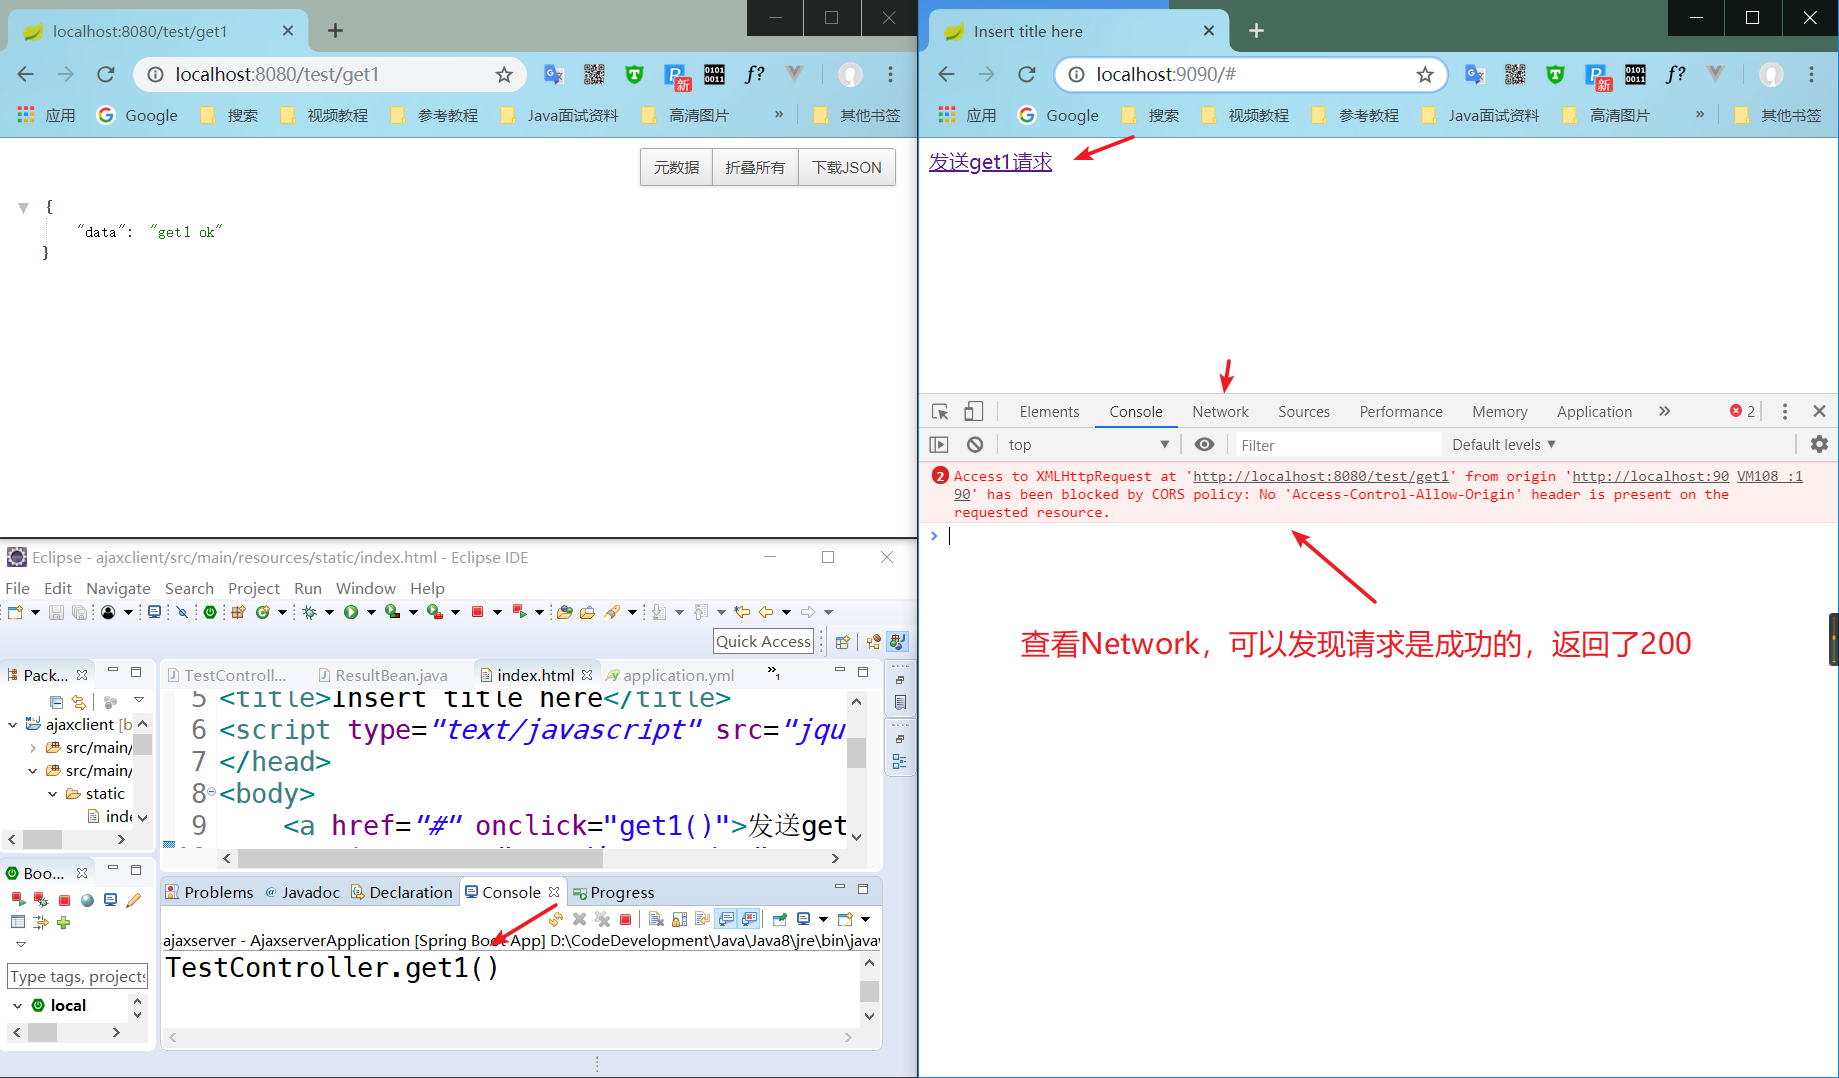 localhost:8080/test/get1
localhost:8080/test/get1
新
f?
应用
Google
搜索
视频教程
参考教程
Java面试资料
高清图片
»
其他书签
元数据
折叠所有
下载JSON
{
"data": "get1 ok"
}
Insert title here
localhost:9090/#
新
f?
应用
Google
搜索
视频教程
参考教程
Java面试资料
高清图片
»
其他书签
发送get1请求
Elements Console Network Sources Performance Memory Application » 2
top Filter Default levels ▼
2 Access to XMLHttpRequest at 'http://localhost:8080/test/get1' from origin 'http://localhost:90 VM108 :1
90' has been blocked by CORS policy: No 'Access-Control-Allow-Origin' header is present on the
requested resource.
查看Network，可以发现请求是成功的，返回了200
Eclipse - ajaxclient/src/main/resources/static/index.html - Eclipse IDE
File Edit Navigate Search Project Run Window Help
Quick Access
Pack...
ajaxclient [b
src/main/
src/main/
static
inde
TestControll... ResultBean.java index.html application.yml »1
5 <title>Insert title here</title>
6 <script type="text/javascript" src="jqu
7 </head>
8 <body>
9 <a href="#" onclick="get1()">发送get
Boo...
Type tags, projects
local
Problems @ Javadoc Declaration Console Progress
ajaxserver - AjaxserverApplication [Spring Boot App] D:\CodeDevelopment\Java\Java8\jre\bin\javaw
TestController.get1()